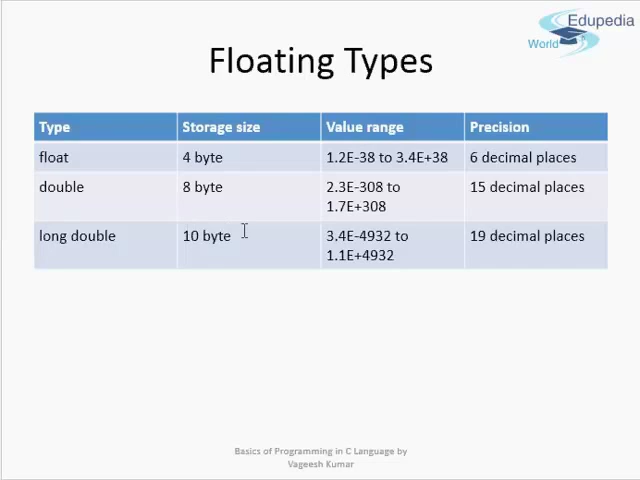 Edupedia
World
Floating Types
Type Storage size Value range Precision
float 4 byte 1.2E-38 to 3.4E+38 6 decimal places
double 8 byte 2.3E-308 to 15 decimal places
1.7E+308
long double 10 byte 3.4E-4932 to 19 decimal places
1.1E+4932
Basics of Programming in C Language by
Vageesh Kumar